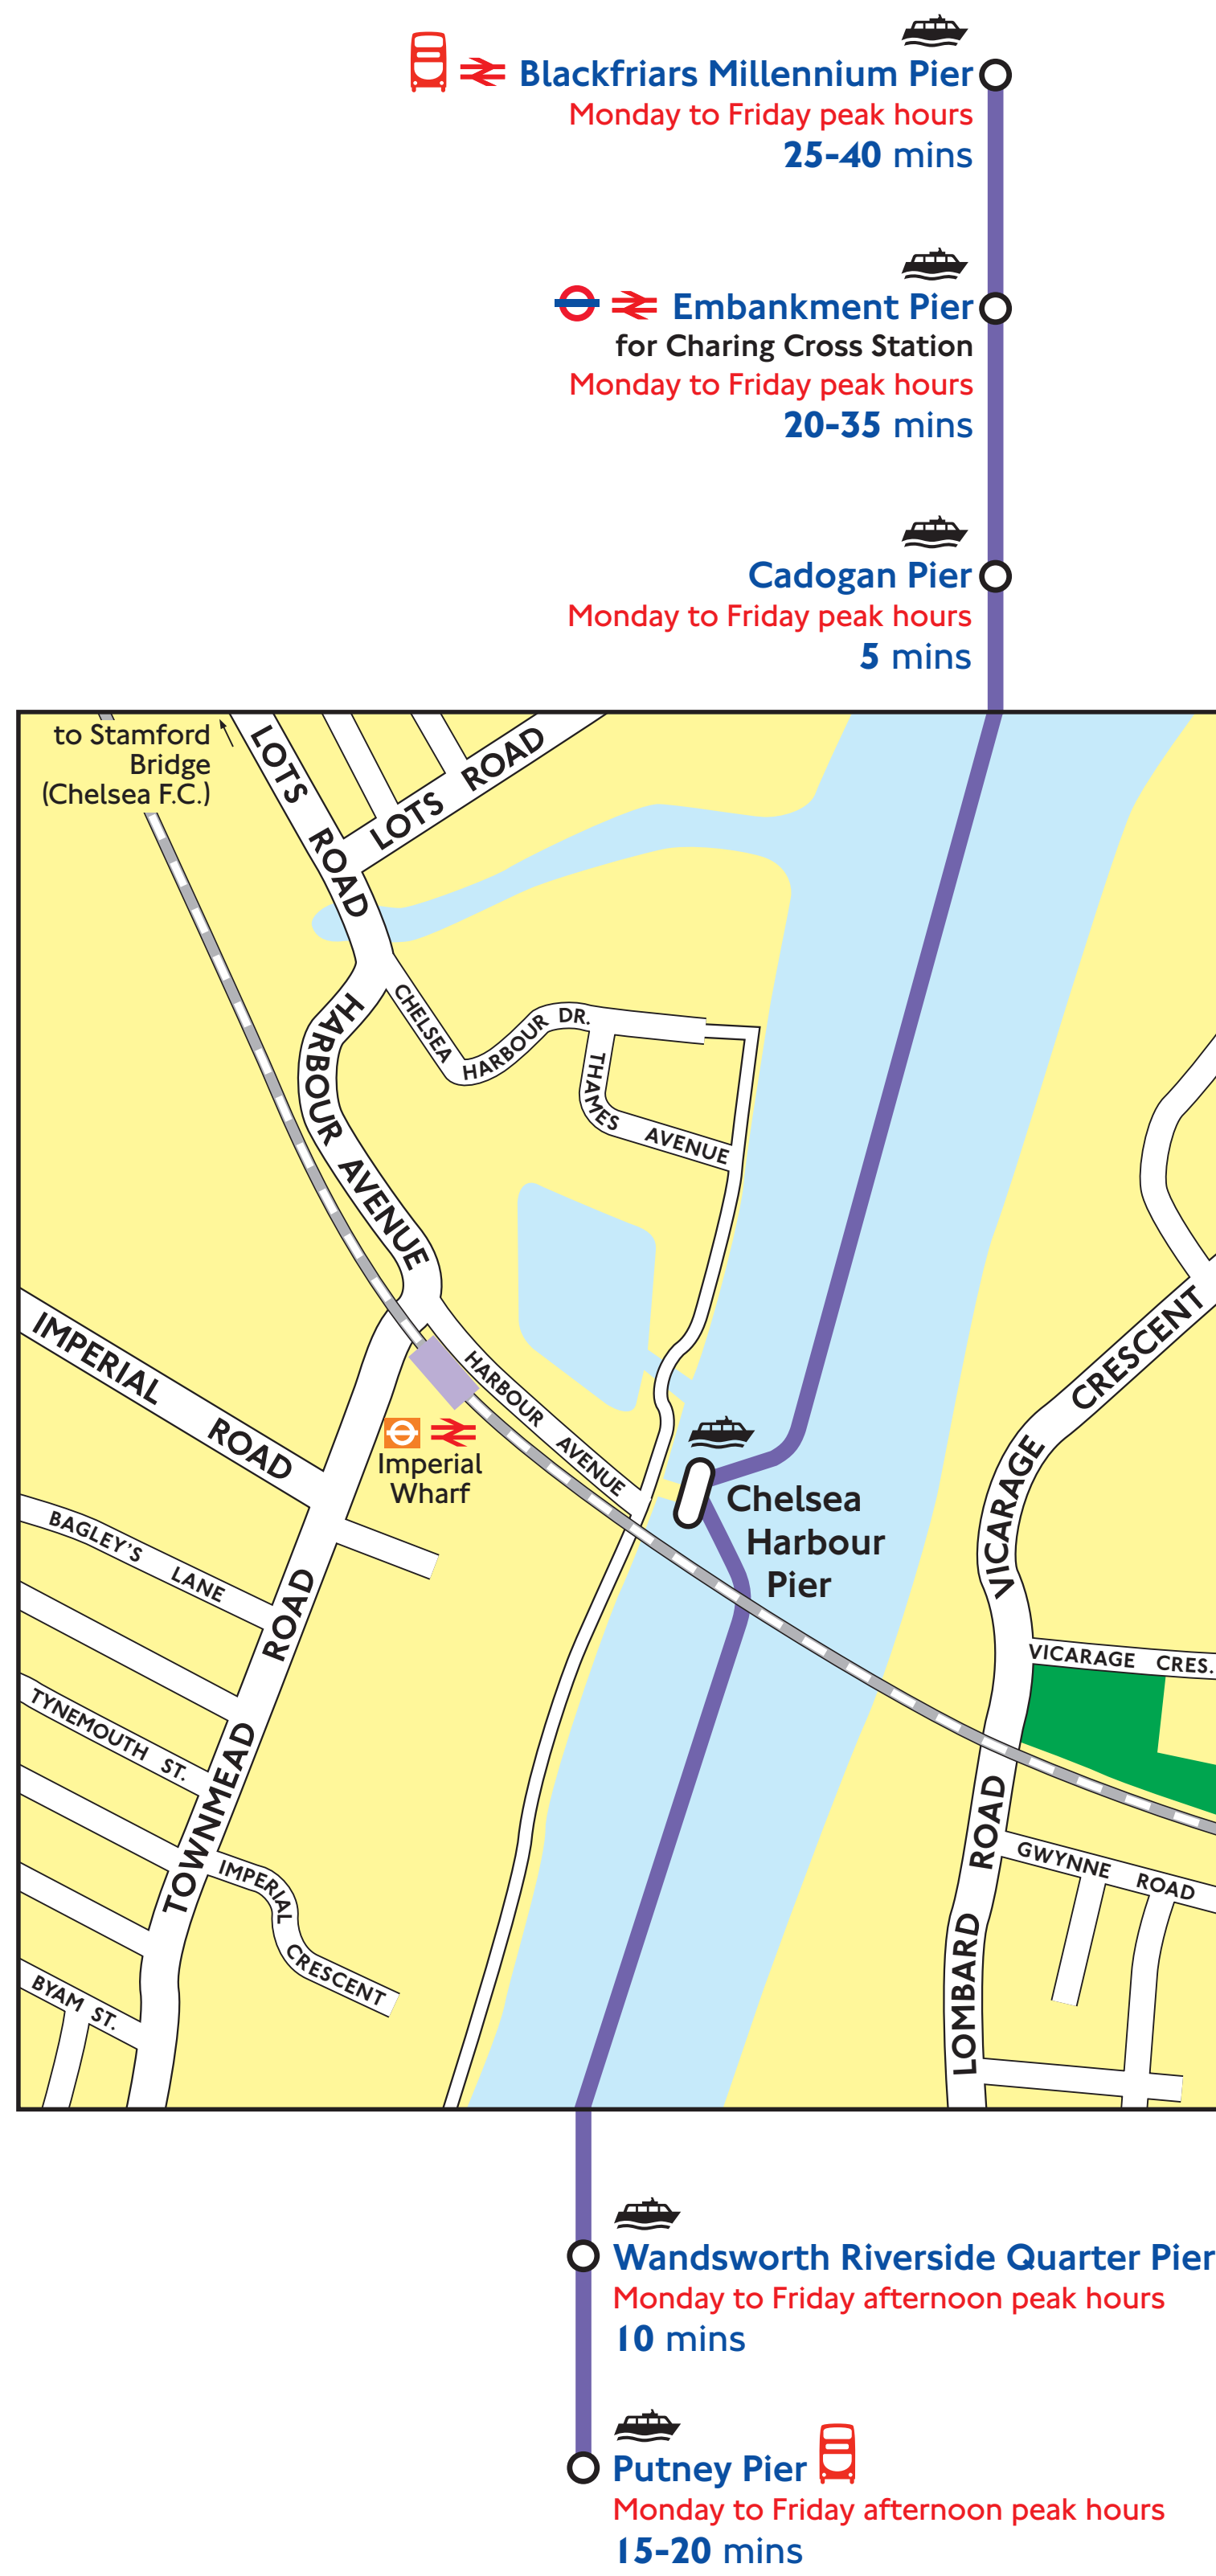 Blackfriars Millennium Pier
Monday to Friday peak hours
25-40 mins
Embankment Pier
for Charing Cross Station
Monday to Friday peak hours
20-35 mins
Cadogan Pier
Monday to Friday peak hours
5 mins
to Stamford
Bridge
(Chelsea F.C.)
LOTS ROAD
LOTS ROAD
CHELSEA HARBOUR DR.
HARBOUR AVENUE
THAMES AVENUE
IMPERIAL ROAD
HARBOUR AVENUE
Imperial
Wharf
Chelsea
Harbour
Pier
VICARAGE CRESCENT
BAGLEY'S LANE
TOWNMEAD ROAD
VICARAGE CRES.
TYNEMOUTH ST.
IMPERIAL CRESCENT
GWYNNE ROAD
LOMBARD ROAD
BYAM ST.
Wandsworth Riverside Quarter Pier
Monday to Friday afternoon peak hours
10 mins
Putney Pier
Monday to Friday afternoon peak hours
15-20 mins